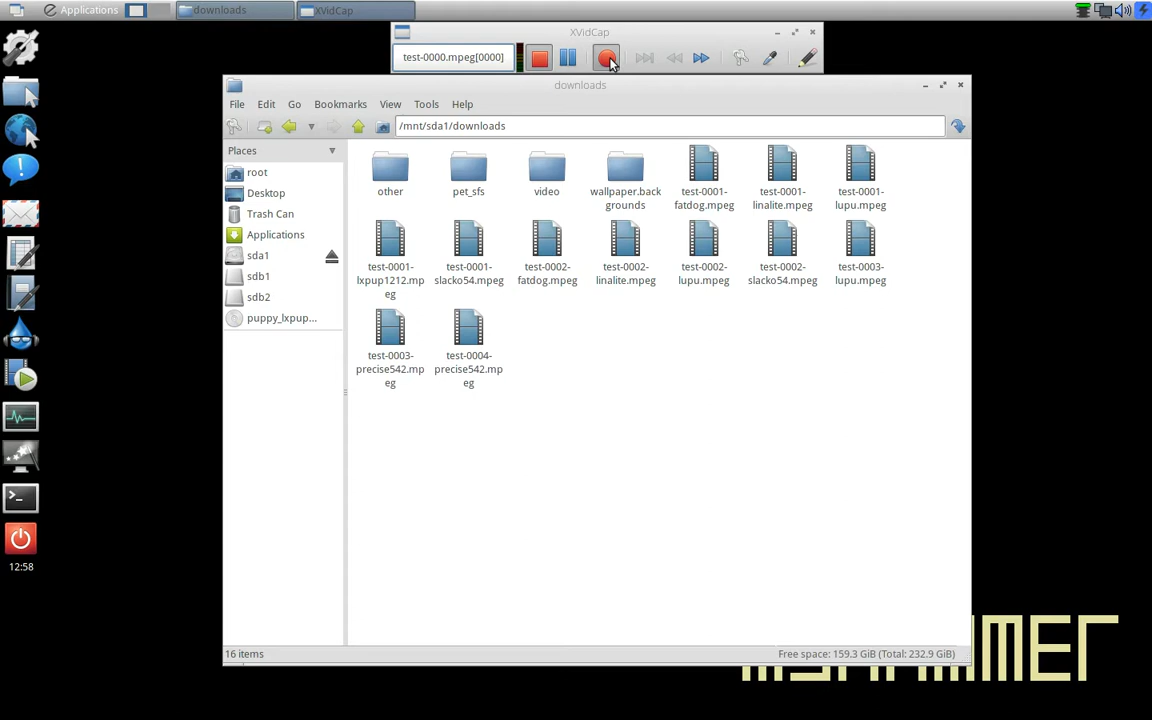 Applications
downloads
XVidCap
XVidCap
test-0000.mpeg[0000]
downloads
File Edit Go Bookmarks View Tools Help
/mnt/sda1/downloads
Places
root
Desktop
Trash Can
Applications
sda1
sdb1
sdb2
puppy_lxpup...
other
pet_sfs
video
wallpaper.back
grounds
test-0001-
fatdog.mpeg
test-0001-
linalite.mpeg
test-0001-
lupu.mpeg
test-0001-
lxpup1212.mp
eg
test-0001-
slacko54.mpeg
test-0002-
fatdog.mpeg
test-0002-
linalite.mpeg
test-0002-
lupu.mpeg
test-0002-
slacko54.mpeg
test-0003-
lupu.mpeg
test-0003-
precise542.mp
eg
test-0004-
precise542.mp
eg
12:58
16 items
Free space: 159.3 GiB (Total: 232.9 GiB)